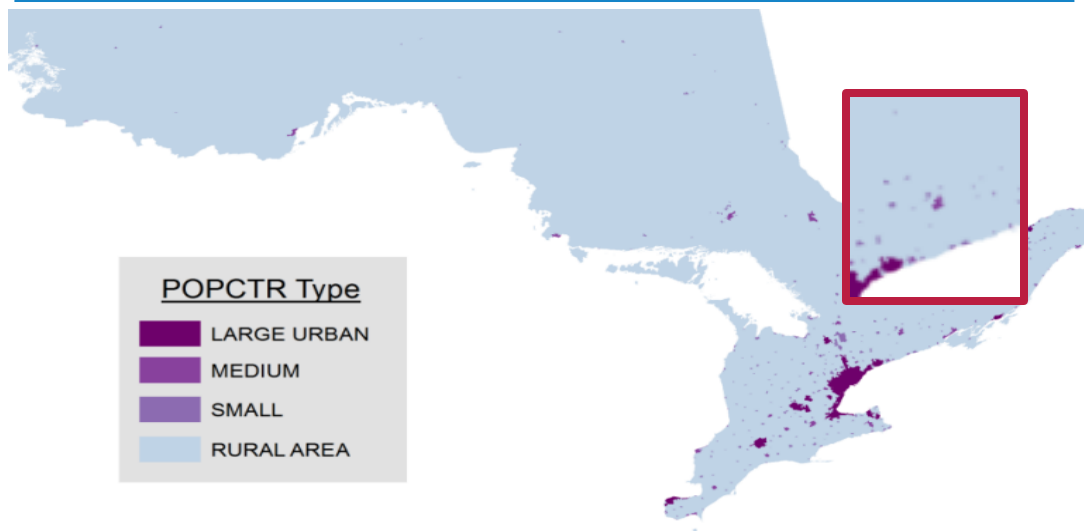 POPCTR Type
LARGE URBAN
MEDIUM
SMALL
RURAL AREA